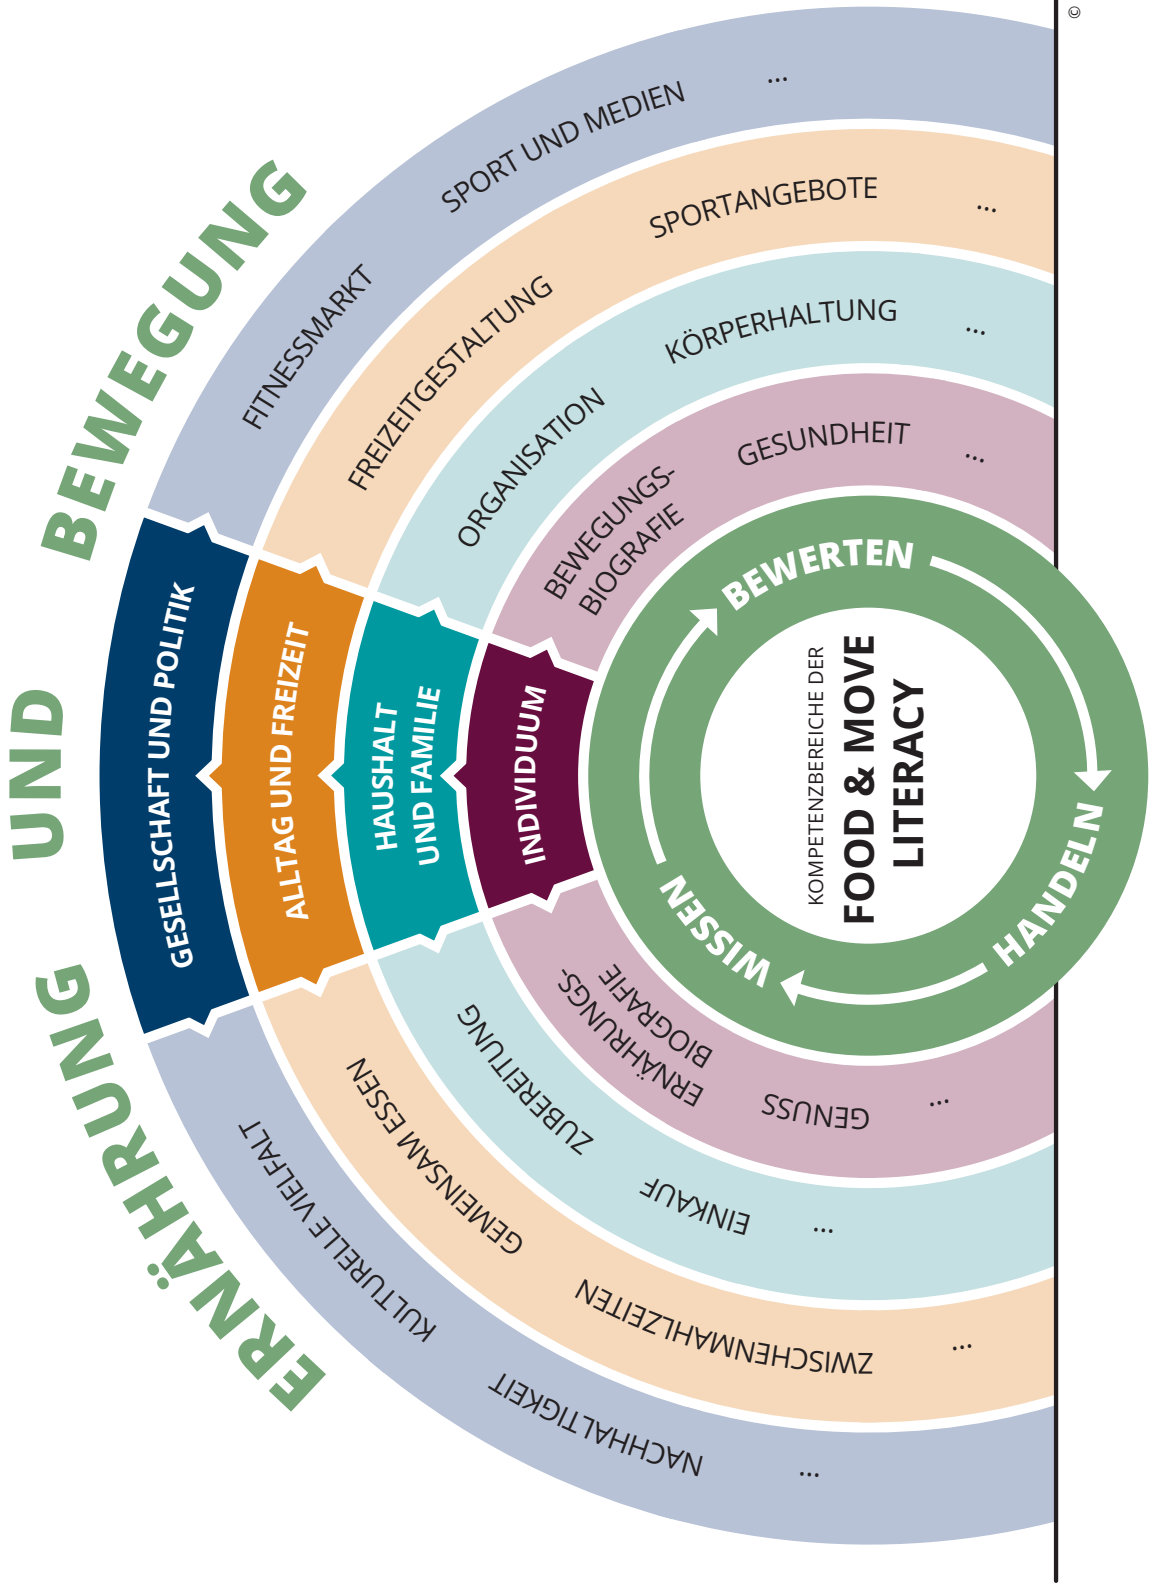 ERNÄHRUNG UND BEWEGUNG
GESELLSCHAFT UND POLITIK
ALLTAG UND FREIZEIT
HAUSHALT
UND FAMILIE
INDIVIDUUM
NACHHALTIGKEIT
KULTURELLE VIELFALT
...
ZWISCHENMAHLZEITEN
GEMEINSAM ESSEN
...
EINKAUF
ZUBEREITUNG
...
GENUSS
ERNÄHRUNGS-
BIOGRAFIE
...
FITNESSMARKT
SPORT UND MEDIEN
...
FREIZEITGESTALTUNG
SPORTANGEBOTE
...
ORGANISATION
KÖRPERHALTUNG
...
BEWEGUNGS-
BIOGRAFIE
GESUNDHEIT
...
WISSEN
BEWERTEN
HANDELN
KOMPETENZBEREICHE DER
FOOD & MOVE
LITERACY
©